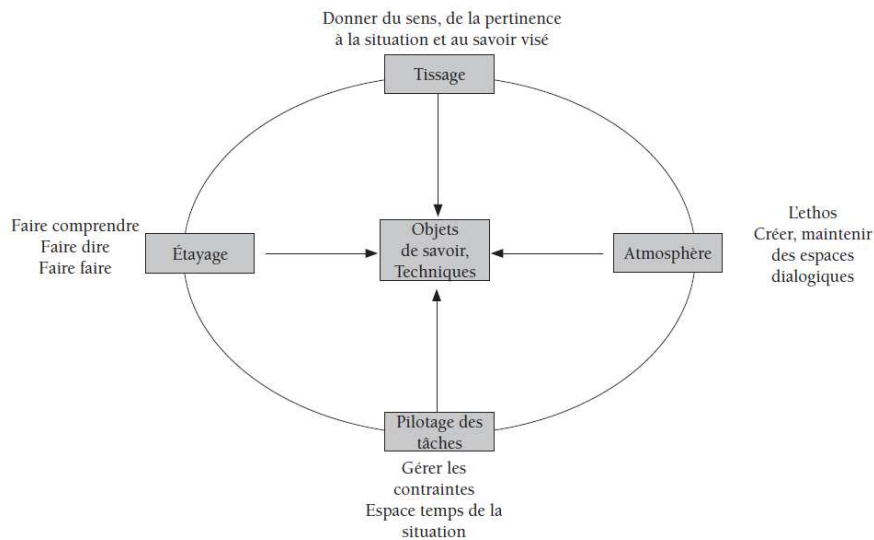 Donner du sens, de la pertinence
à la situation et au savoir visé
Tissage
Faire comprendre
Faire dire
Faire faire
Étayage
Objets
de savoir,
Techniques
Atmosphère
L'ethos
Créer, maintenir
des espaces
dialogiques
Pilotage des
tâches
Gérer les
contraintes
Espace temps de la
situation